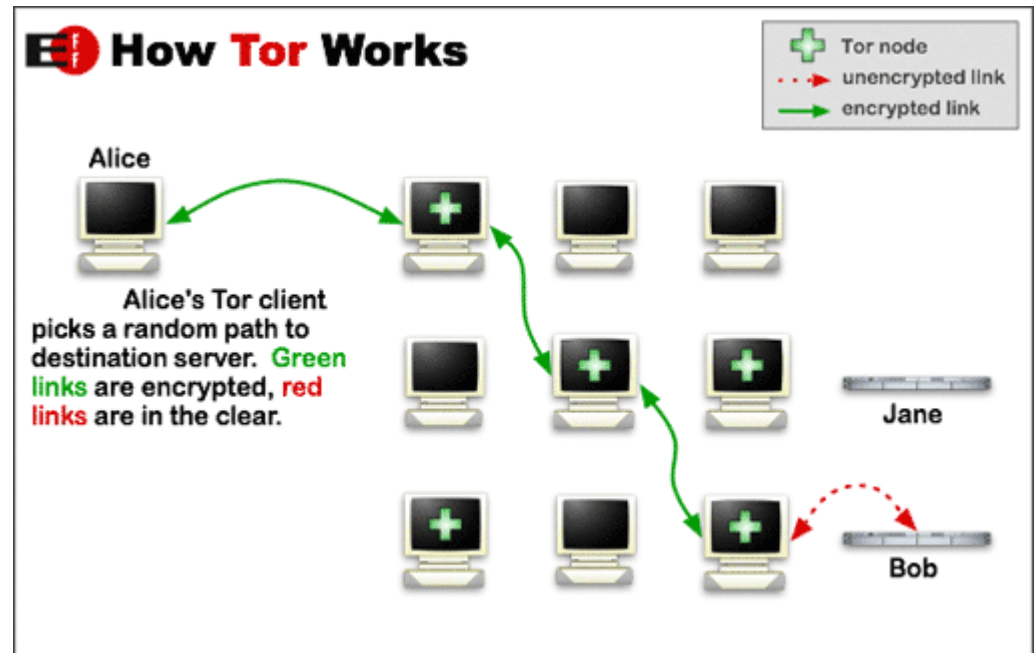 EFF How Tor Works
Tor node
unencrypted link
encrypted link
Alice
Alice's Tor client
picks a random path to
destination server. Green
links are encrypted, red
links are in the clear.
Jane
Bob